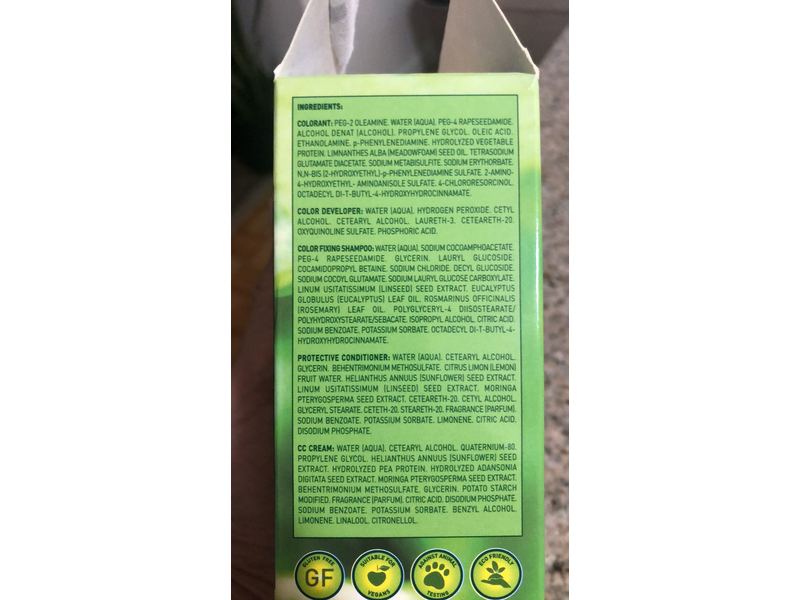 INGREDIENTS:
COLORANT: PEG-2 OLEAMINE. WATER (AQUA). PEG-4 RAPESEEDAMIDE.
ALCOHOL DENAT (ALCOHOL). PROPYLENE GLYCOL. OLEIC ACID.
ETHANOLAMINE. p-PHENYLENEDIAMINE. HYDROLYZED VEGETABLE
PROTEIN. LIMNANTHES ALBA (MEADOWFOAM) SEED OIL. TETRASODIUM
GLUTAMATE DIACETATE. SODIUM METABISULFITE. SODIUM ERYTHORBATE.
N,N-BIS (2-HYDROXYETHYL)-p-PHENYLENEDIAMINE SULFATE. 2-AMINO-
4-HYDROXYETHYL- AMINOANISOLE SULFATE. 4-CHLORORESORCINOL.
OCTADECYL DI-T-BUTYL-4-HYDROXYHYDROCINNAMATE.
COLOR DEVELOPER: WATER (AQUA). HYDROGEN PEROXIDE. CETYL
ALCOHOL. CETEARYL ALCOHOL. LAURETH-3. CETEARETH-20.
OXYQUINOLINE SULFATE. PHOSPHORIC ACID.
COLOR FIXING SHAMPOO: WATER (AQUA). SODIUM COCOAMPHOACETATE.
PEG-4 RAPESEEDAMIDE. GLYCERIN. LAURYL GLUCOSIDE.
COCAMIDOPROPYL BETAINE. SODIUM CHLORIDE. DECYL GLUCOSIDE.
SODIUM COCOYL GLUTAMATE. SODIUM LAURYL GLUCOSE CARBOXYLATE.
LINUM USITATISSIMUM (LINSEED) SEED EXTRACT. EUCALYPTUS
GLOBULUS (EUCALYPTUS) LEAF OIL. ROSMARINUS OFFICINALIS
(ROSEMARY) LEAF OIL. POLYGLYCERYL-4 DIISOSTEARATE/
POLYHYDROXYSTEARATE/SEBACATE. ISOPROPYL ALCOHOL. CITRIC ACID.
SODIUM BENZOATE. POTASSIUM SORBATE. OCTADECYL DI-T-BUTYL-4-
HYDROXYHYDROCINNAMATE.
PROTECTIVE CONDITIONER: WATER (AQUA). CETEARYL ALCOHOL.
GLYCERIN. BEHENTRIMONIUM METHOSULFATE. CITRUS LIMON (LEMON)
FRUIT WATER. HELIANTHUS ANNUUS (SUNFLOWER) SEED EXTRACT.
LINUM USITATISSIMUM (LINSEED) SEED EXTRACT. MORINGA
PTERYGOSPERMA SEED EXTRACT. CETEARETH-20. CETYL ALCOHOL.
GLYCERYL STEARATE. CETETH-20. STEARETH-20. FRAGRANCE (PARFUM).
SODIUM BENZOATE. POTASSIUM SORBATE. LIMONENE. CITRIC ACID.
DISODIUM PHOSPHATE.
CC CREAM: WATER (AQUA). CETEARYL ALCOHOL. QUATERNIUM-80.
PROPYLENE GLYCOL. HELIANTHUS ANNUUS (SUNFLOWER) SEED
EXTRACT. HYDROLYZED PEA PROTEIN. HYDROLYZED ADANSONIA
DIGITATA SEED EXTRACT. MORINGA PTERYGOSPERMA SEED EXTRACT.
BEHENTRIMONIUM METHOSULFATE. GLYCERIN. POTATO STARCH
MODIFIED. FRAGRANCE (PARFUM). CITRIC ACID. DISODIUM PHOSPHATE.
SODIUM BENZOATE. POTASSIUM SORBATE. BENZYL ALCOHOL.
LIMONENE. LINALOOL. CITRONELLOL.
GLUTEN FREE
GF
SUITABLE FOR
VEGANS
AGAINST ANIMAL
TESTING
ECO FRIENDLY